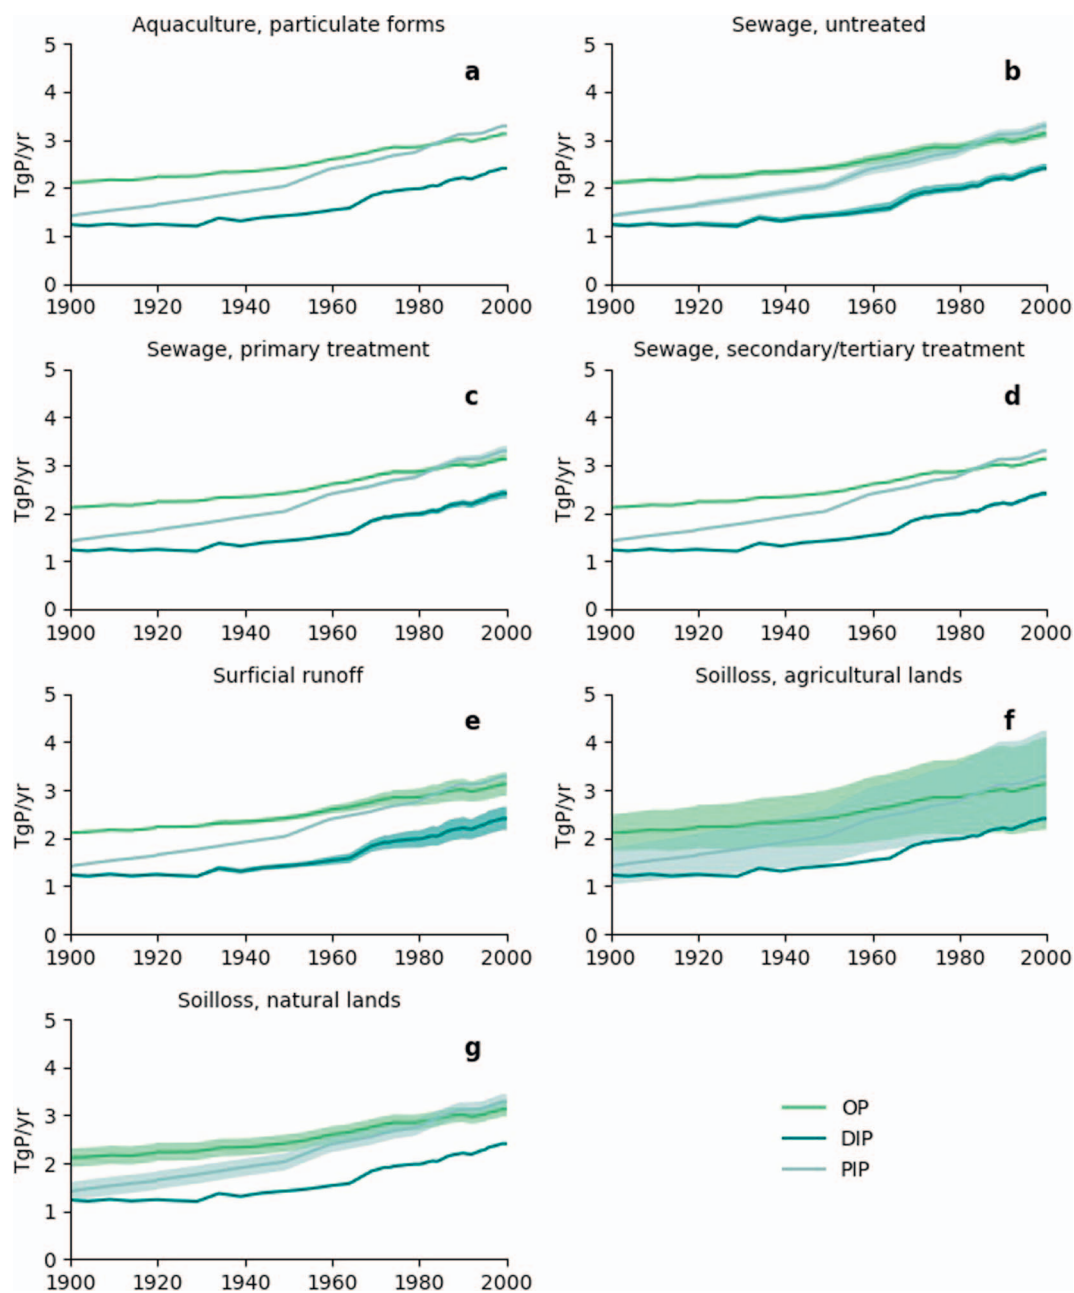 Aquaculture, particulate forms
a
TgP/yr
5
4
3
2
1
0
1900 1920 1940 1960 1980 2000
Sewage, untreated
b
TgP/yr
5
4
3
2
1
0
1900 1920 1940 1960 1980 2000
Sewage, primary treatment
c
TgP/yr
5
4
3
2
1
0
1900 1920 1940 1960 1980 2000
Sewage, secondary/tertiary treatment
d
TgP/yr
5
4
3
2
1
0
1900 1920 1940 1960 1980 2000
Surficial runoff
e
TgP/yr
5
4
3
2
1
0
1900 1920 1940 1960 1980 2000
Soilloss, agricultural lands
f
TgP/yr
5
4
3
2
1
0
1900 1920 1940 1960 1980 2000
Soilloss, natural lands
g
TgP/yr
5
4
3
2
1
0
1900 1920 1940 1960 1980 2000
OP
DIP
PIP